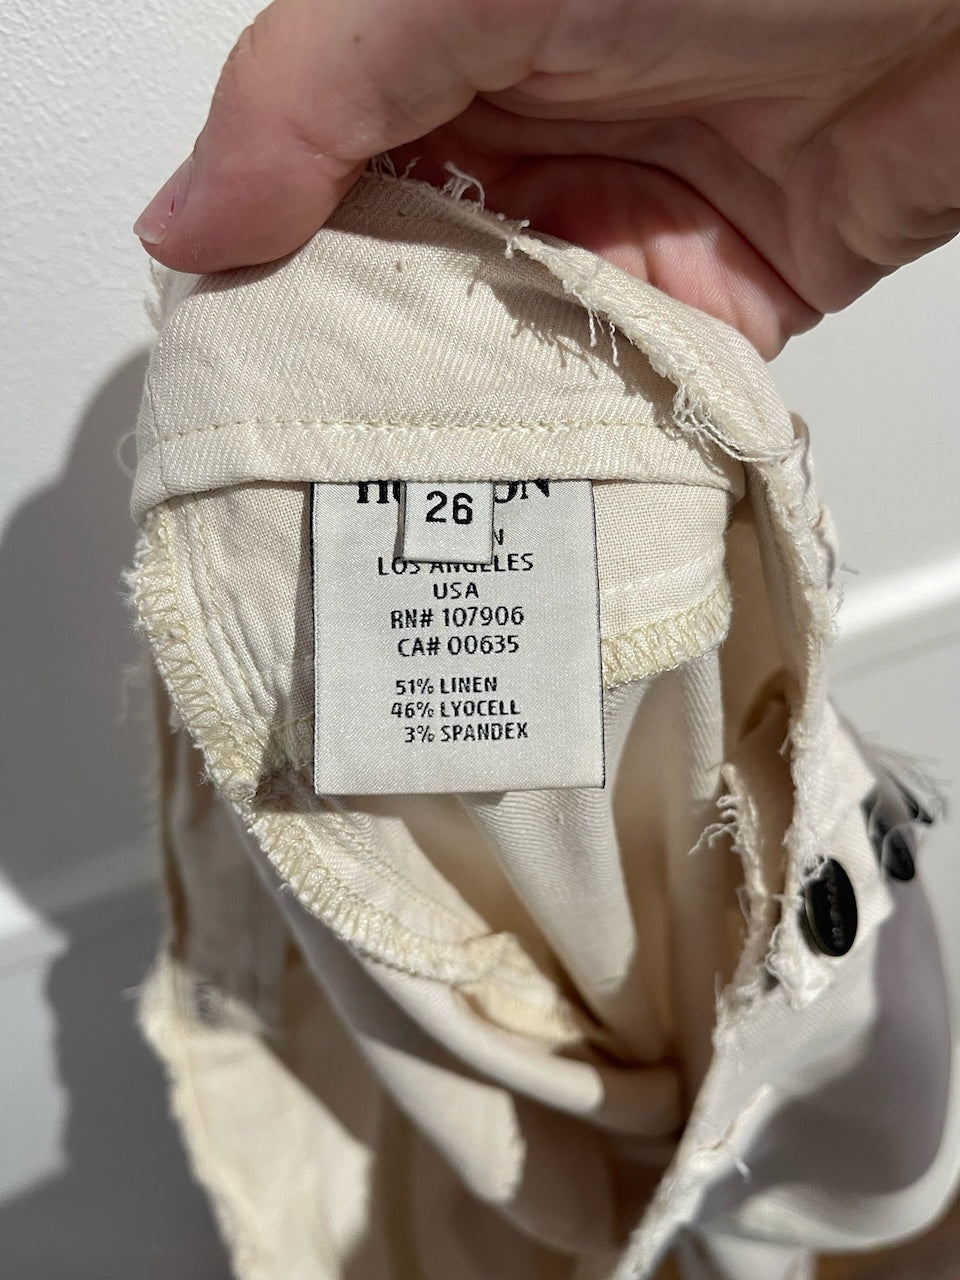 26
LOS ANGELES
USA
RN# 107906
CA# 00635
51% LINEN
46% LYOCELL
3% SPANDEX